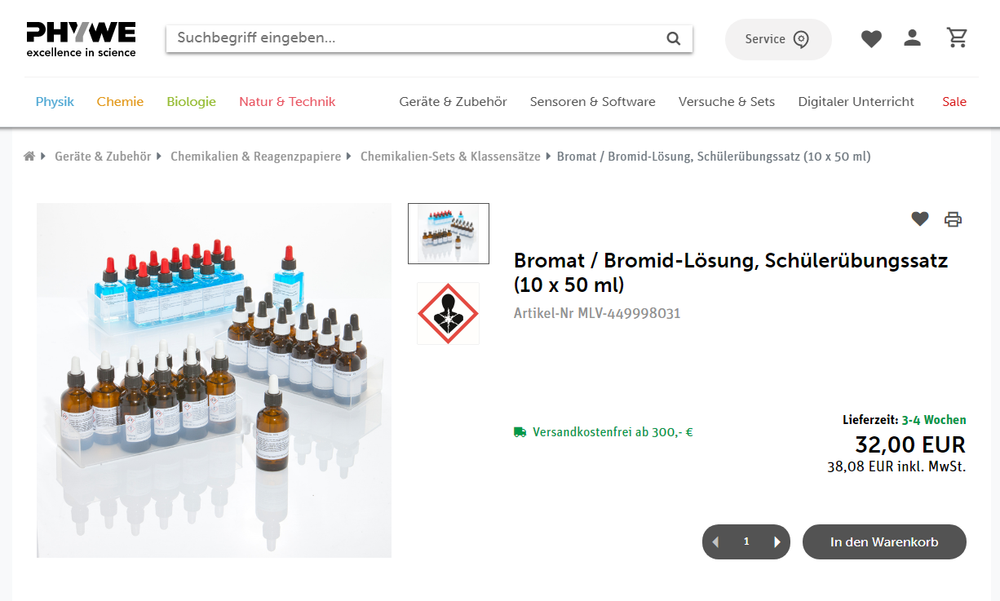 PHYWE
excellence in science
Suchbegriff eingeben...
Service
Physik Chemie Biologie Natur & Technik Geräte & Zubehör Sensoren & Software Versuche & Sets Digitaler Unterricht Sale
Geräte & Zubehör Chemikalien & Reagenzpapiere Chemikalien-Sets & Klassensätze Bromat / Bromid-Lösung, Schülerübungssatz (10 x 50 ml)
Bromat / Bromid-Lösung, Schülerübungssatz
(10 x 50 ml)
Artikel-Nr MLV-449998031
Versandkostenfrei ab 300,- €
Lieferzeit: 3-4 Wochen
32,00 EUR
38,08 EUR inkl. MwSt.
1
In den Warenkorb